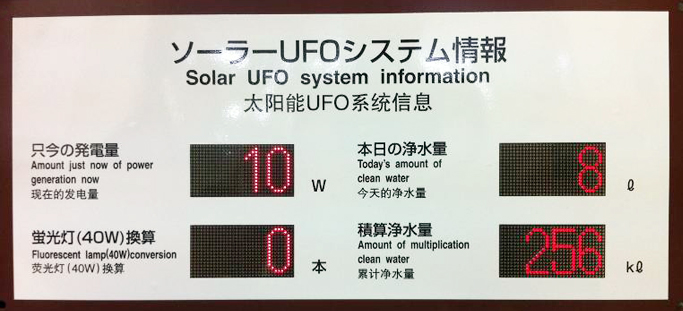 ソーラーUFOシステム情報
Solar UFO system information
太阳能UFO系统信息
只今の発電量
Amount just now of power
generation now
现在的发电量
10 W
本日の浄水量
Today's amount of
clean water
今天的净水量
8 ℓ
蛍光灯(40W)換算
Fluorescent lamp(40W)conversion
荧光灯(40W)换算
0 本
積算浄水量
Amount of multiplication
clean water
累计净水量
256 kℓ